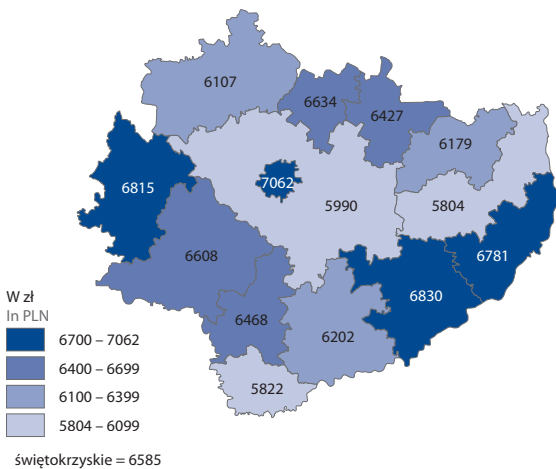 6107
6634
6427
6179
6815
7062
5990
5804
6608
6781
6830
6468
6202
5822
W zł
In PLN
6700 – 7062
6400 – 6699
6100 – 6399
5804 – 6099
świętokrzyskie = 6585